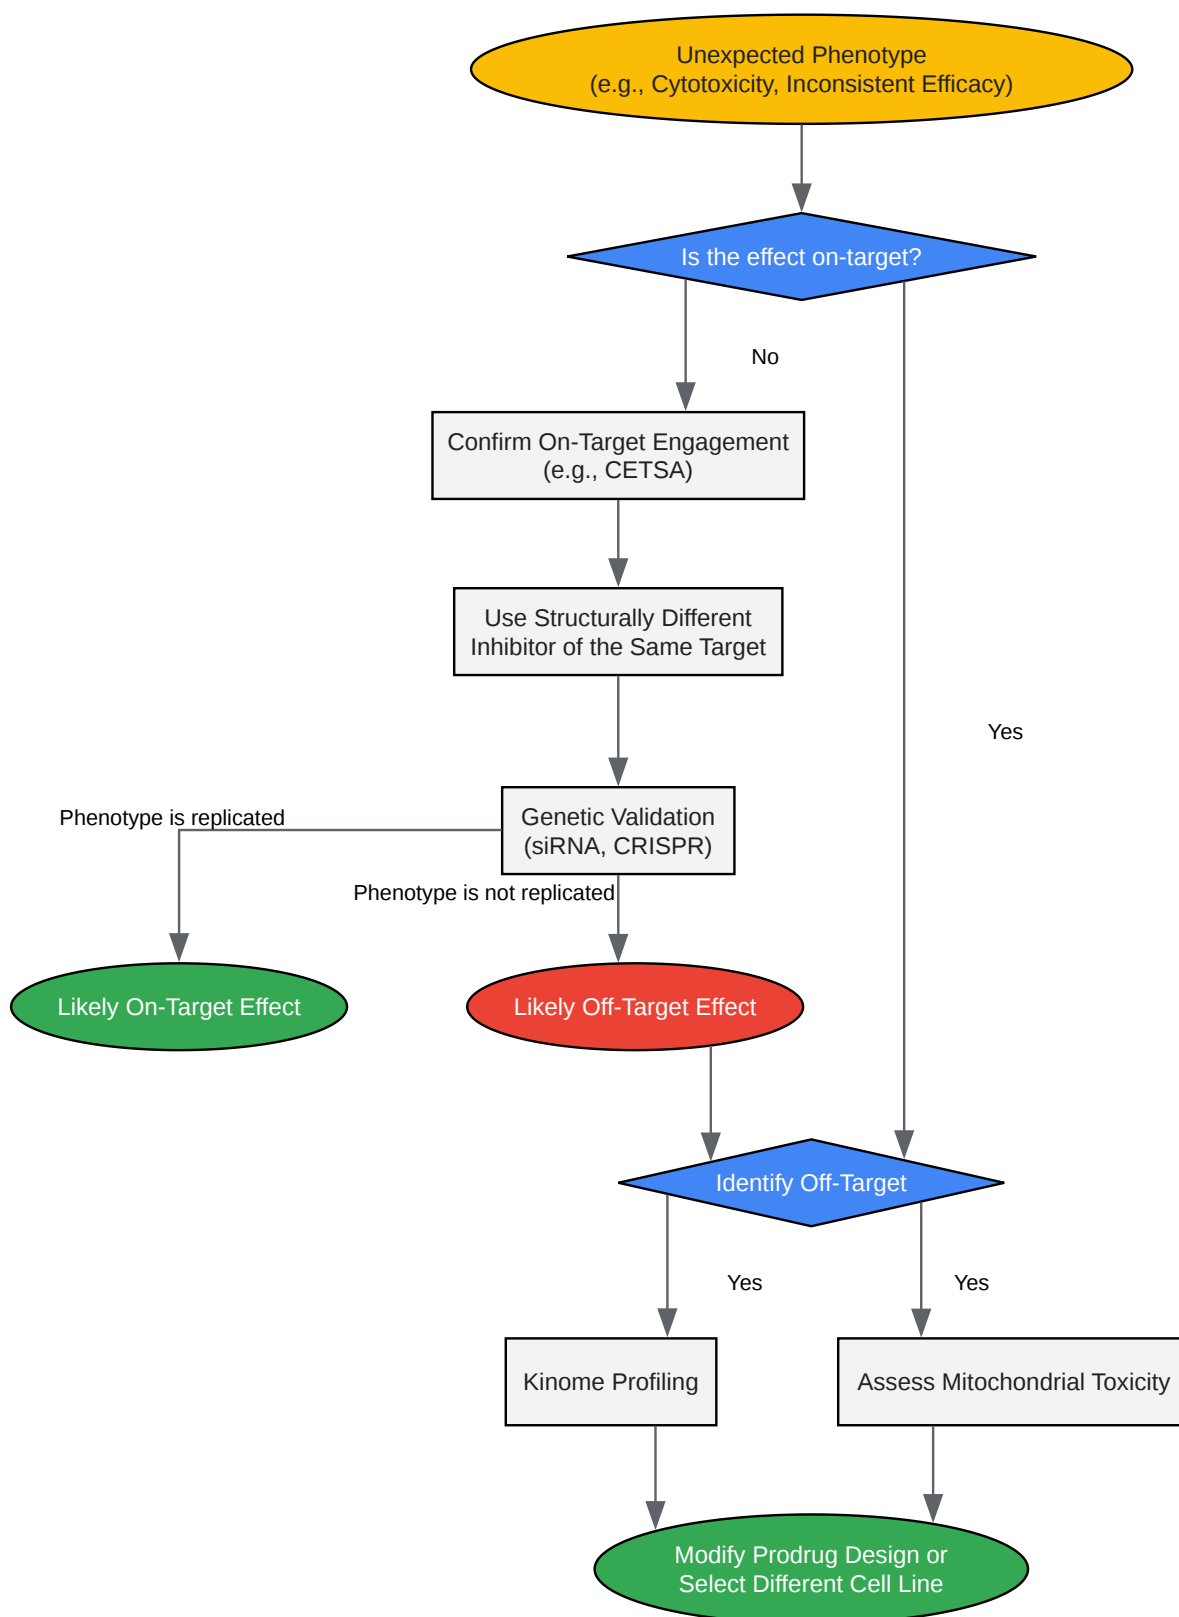 Unexpected Phenotype
(e.g., Cytotoxicity, Inconsistent Efficacy)
Is the effect on-target?
No
Confirm On-Target Engagement
(e.g., CETSA)
Use Structurally Different
Inhibitor of the Same Target
Yes
Genetic Validation
(siRNA, CRISPR)
Phenotype is replicated
Phenotype is not replicated
Likely On-Target Effect
Likely Off-Target Effect
Identify Off-Target
Yes
Yes
Kinome Profiling
Assess Mitochondrial Toxicity
Modify Prodrug Design or
Select Different Cell Line